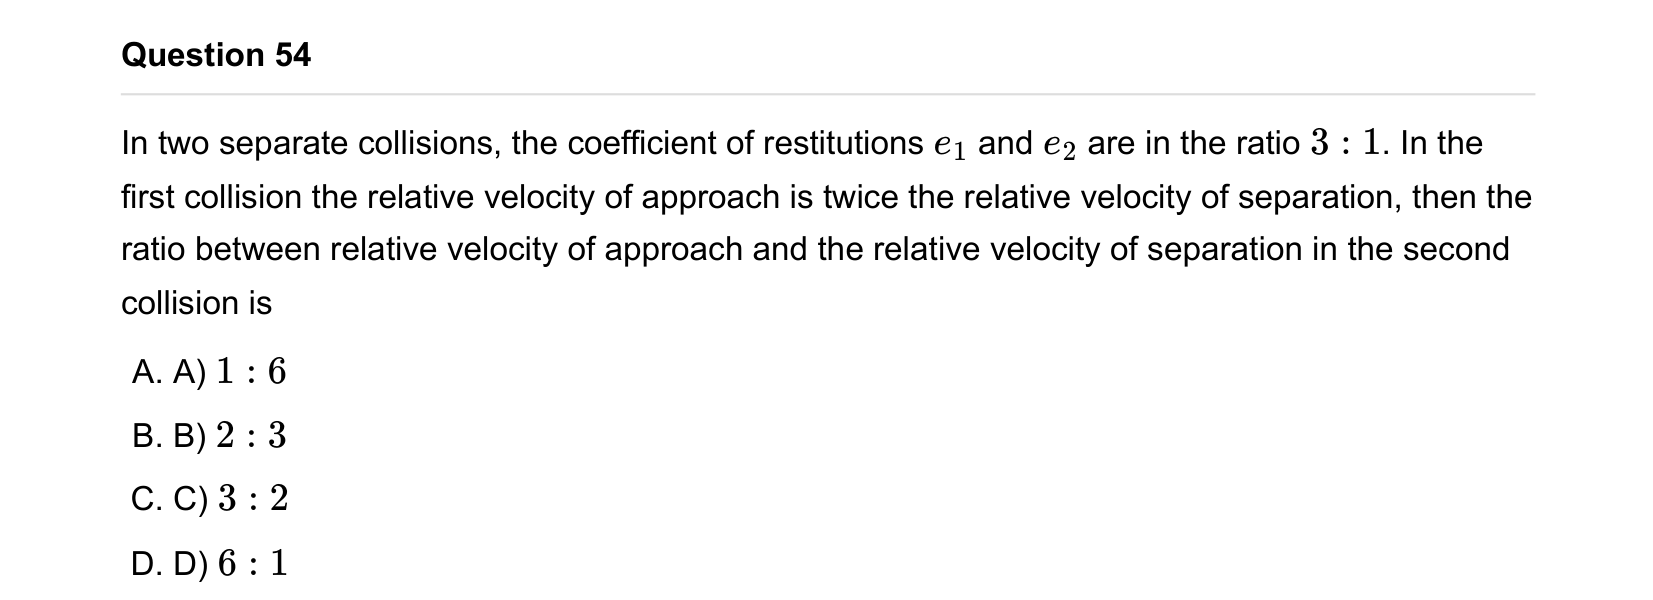 Question 54
In two separate collisions, the coefficient of restitutions e₁ and e₂ are in the ratio 3 : 1. In the
first collision the relative velocity of approach is twice the relative velocity of separation, then the
ratio between relative velocity of approach and the relative velocity of separation in the second
collision is
A. A) 1 : 6
B. B) 2 : 3
C. C) 3 : 2
D. D) 6 : 1